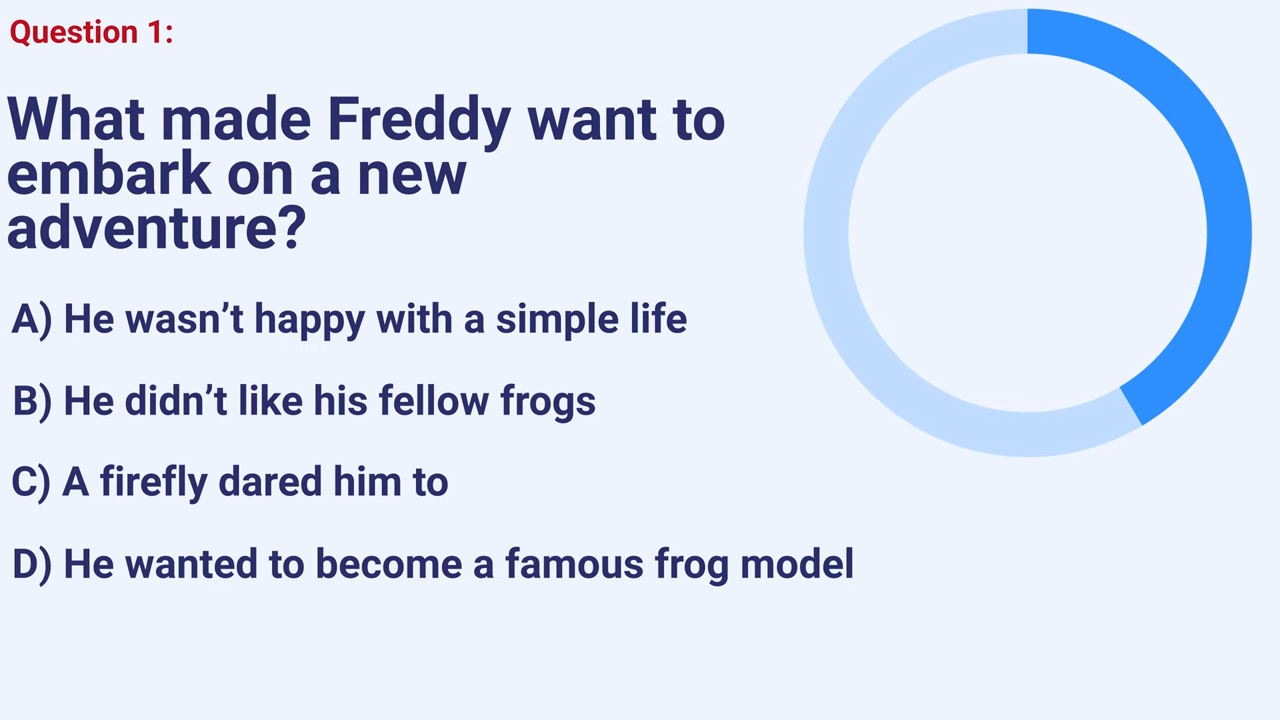 Question 1:
What made Freddy want to
embark on a new
adventure?
A) He wasn’t happy with a simple life
B) He didn’t like his fellow frogs
C) A firefly dared him to
D) He wanted to become a famous frog model